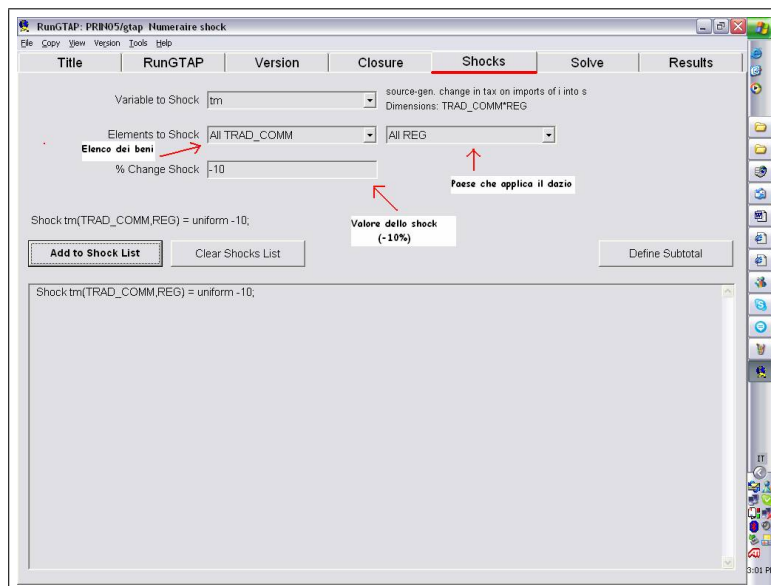 RunGTAP: PRIN05/gtap Numeraire shock
File Copy View Version Tools Help
Title RunGTAP Version Closure Shocks Solve Results
Variable to Shock tm
source-gen. change in tax on imports of i into s
Dimensions: TRAD_COMM*REG
Elements to Shock All TRAD_COMM All REG
Elenco dei beni
% Change Shock -10
Paese che applica il dazio
Valore dello shock
(-10%)
Shock tm(TRAD_COMM,REG) = uniform -10;
Add to Shock List Clear Shocks List Define Subtotal
Shock tm(TRAD_COMM,REG) = uniform -10;
IT
3:01 P